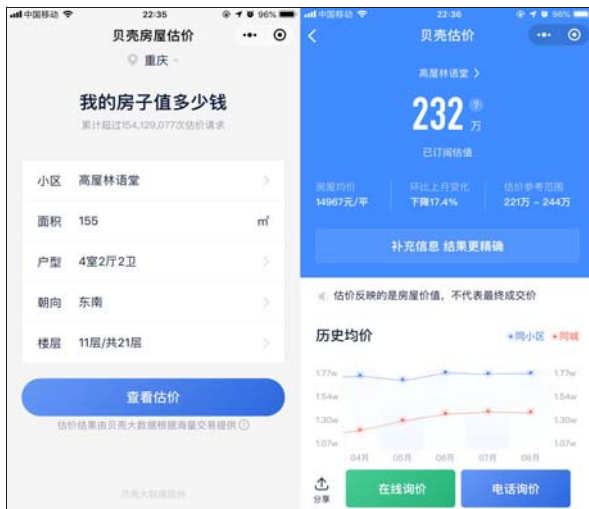 中国移动
22:35
96%
贝壳房屋估价
重庆
我的房子值多少钱
累计超过154,129,077次估价请求
小区 高屋林语堂
面积 155 ㎡
户型 4室2厅2卫
朝向 东南
楼层 11层/共21层
查看估价
估价结果由贝壳大数据根据海量交易提供
贝壳大数据提供
中国移动
22:36
96%
贝壳估价
高屋林语堂
232万
已订阅估值
房屋均价 环比上月变化 估价参考范围
14967元/平 下降17.4% 221万 ~ 244万
补充信息 结果更精确
估价反映的是房屋价值，不代表最终成交价
历史均价
同小区 同城
1.77w 1.77w
1.54w 1.54w
1.30w 1.30w
1.07w 1.07w
04月 05月 06月 07月 08月
分享
在线询价
电话询价